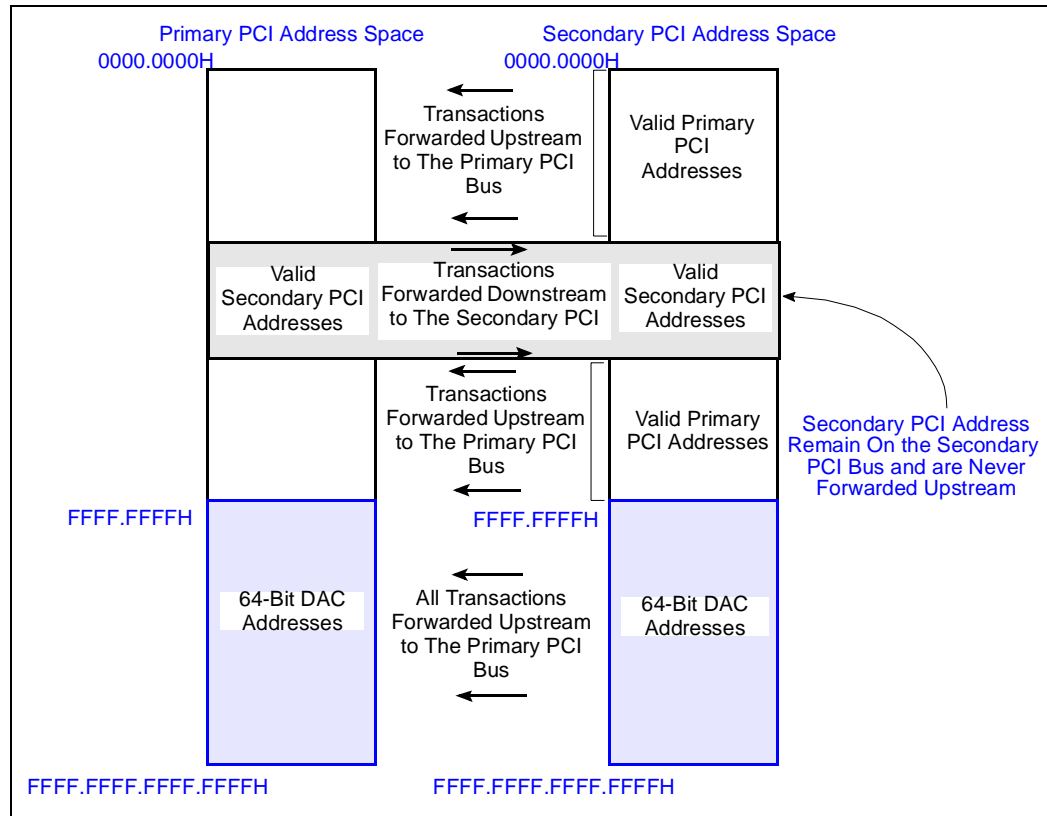 Primary PCI Address Space
0000.0000H
Secondary PCI Address Space
0000.0000H
Transactions
Forwarded Upstream
to The Primary PCI
Bus
Valid Primary
PCI
Addresses
Valid
Secondary PCI
Addresses
Transactions
Forwarded Downstream
to The Secondary PCI
Valid
Secondary PCI
Addresses
Transactions
Forwarded Upstream
to The Primary PCI
Bus
Valid Primary
PCI Addresses
Secondary PCI Address
Remain On the Secondary
PCI Bus and are Never
Forwarded Upstream
FFFF.FFFFH
FFFF.FFFFH
64-Bit DAC
Addresses
All Transactions
Forwarded Upstream
to The Primary PCI
Bus
64-Bit DAC
Addresses
FFFF.FFFF.FFFF.FFFFH
FFFF.FFFF.FFFF.FFFFH